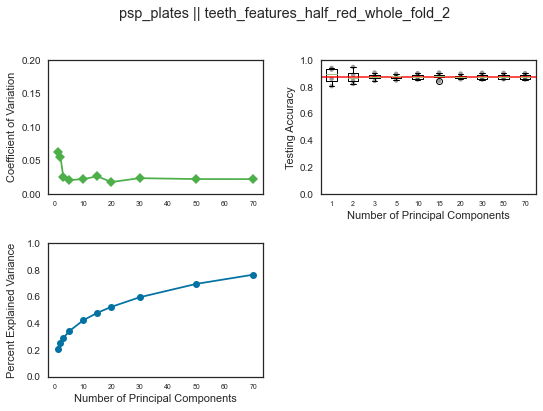 psp_plates || teeth_features_half_red_whole_fold_2
Coefficient of Variation
0.20
0.15
0.10
0.05
0.00
0 10 20 30 40 50 60 70
Testing Accuracy
1.0
0.8
0.6
0.4
0.2
0.0
1 2 3 5 10 15 20 30 50 70
Number of Principal Components
Percent Explained Variance
1.0
0.8
0.6
0.4
0.2
0.0
0 10 20 30 40 50 60 70
Number of Principal Components